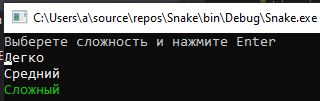 C:\Users\a\source\repos\Snake\bin\Debug\Snake.exe
Выберете сложность и нажмите Enter
Легко
Средний
Сложный